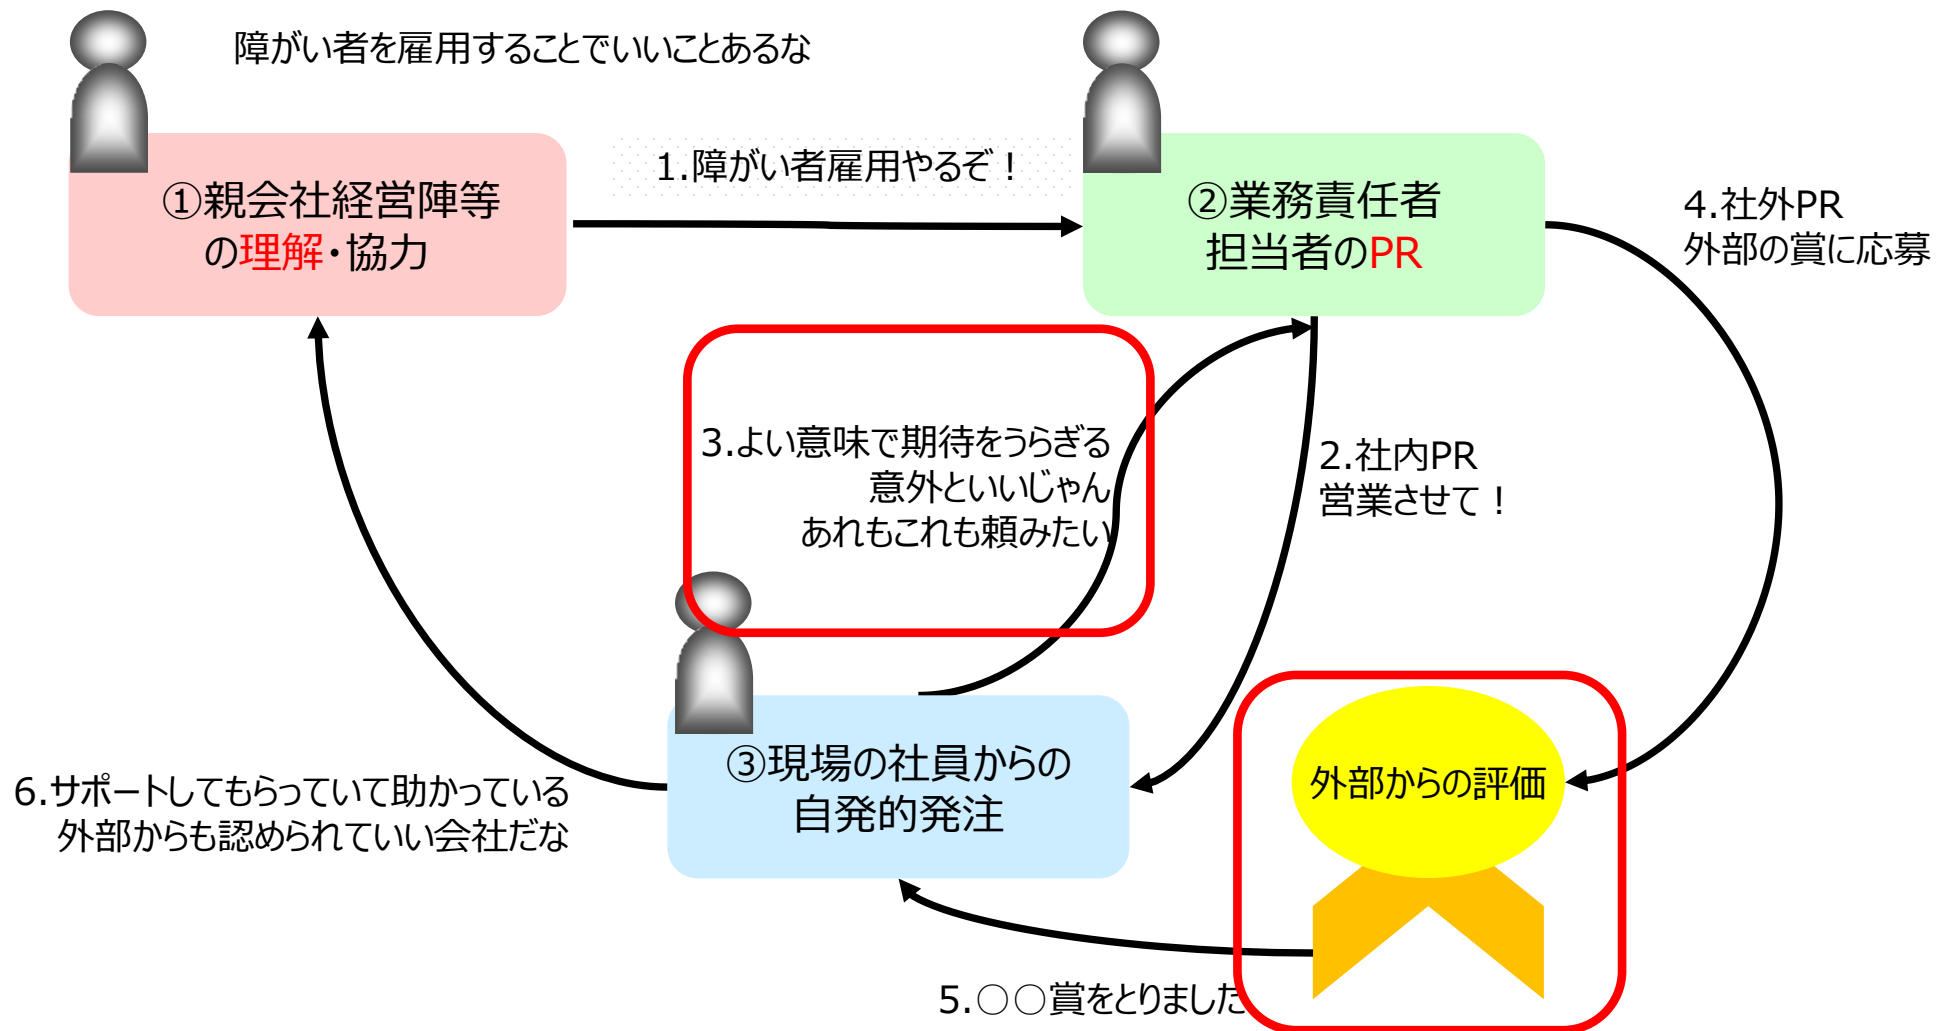 障がい者を雇用することでいいことあるな
1.障がい者雇用やるぞ！
①親会社経営陣等
の理解・協力
②業務責任者
担当者のPR
4.社外PR
外部の賞に応募
3.よい意味で期待をうらぎる
意外といいじゃん
あれもこれも頼みたい
2.社内PR
営業させて！
③現場の社員からの
自発的発注
外部からの評価
6.サポートしてもらっていて助かっている
外部からも認められていい会社だな
5.○○賞をとりました